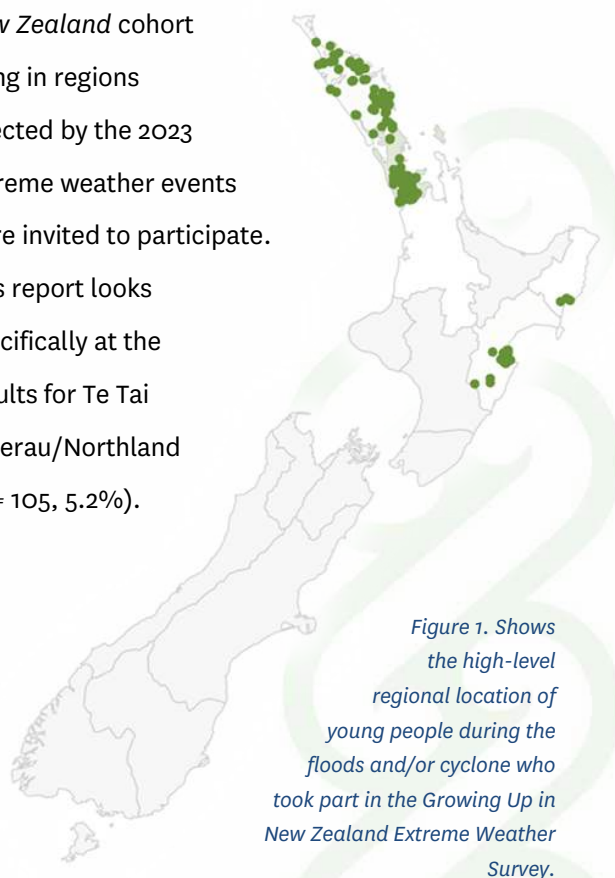 w Zealand cohort
ng in regions
ected by the 2023
reme weather events
re invited to participate.
s report looks
cifically at the
ults for Te Tai
erau/Northland
= 105, 5.2%).
Figure 1. Shows
the high-level
regional location of
young people during the
floods and/or cyclone who
took part in the Growing Up in
New Zealand Extreme Weather
Survey.